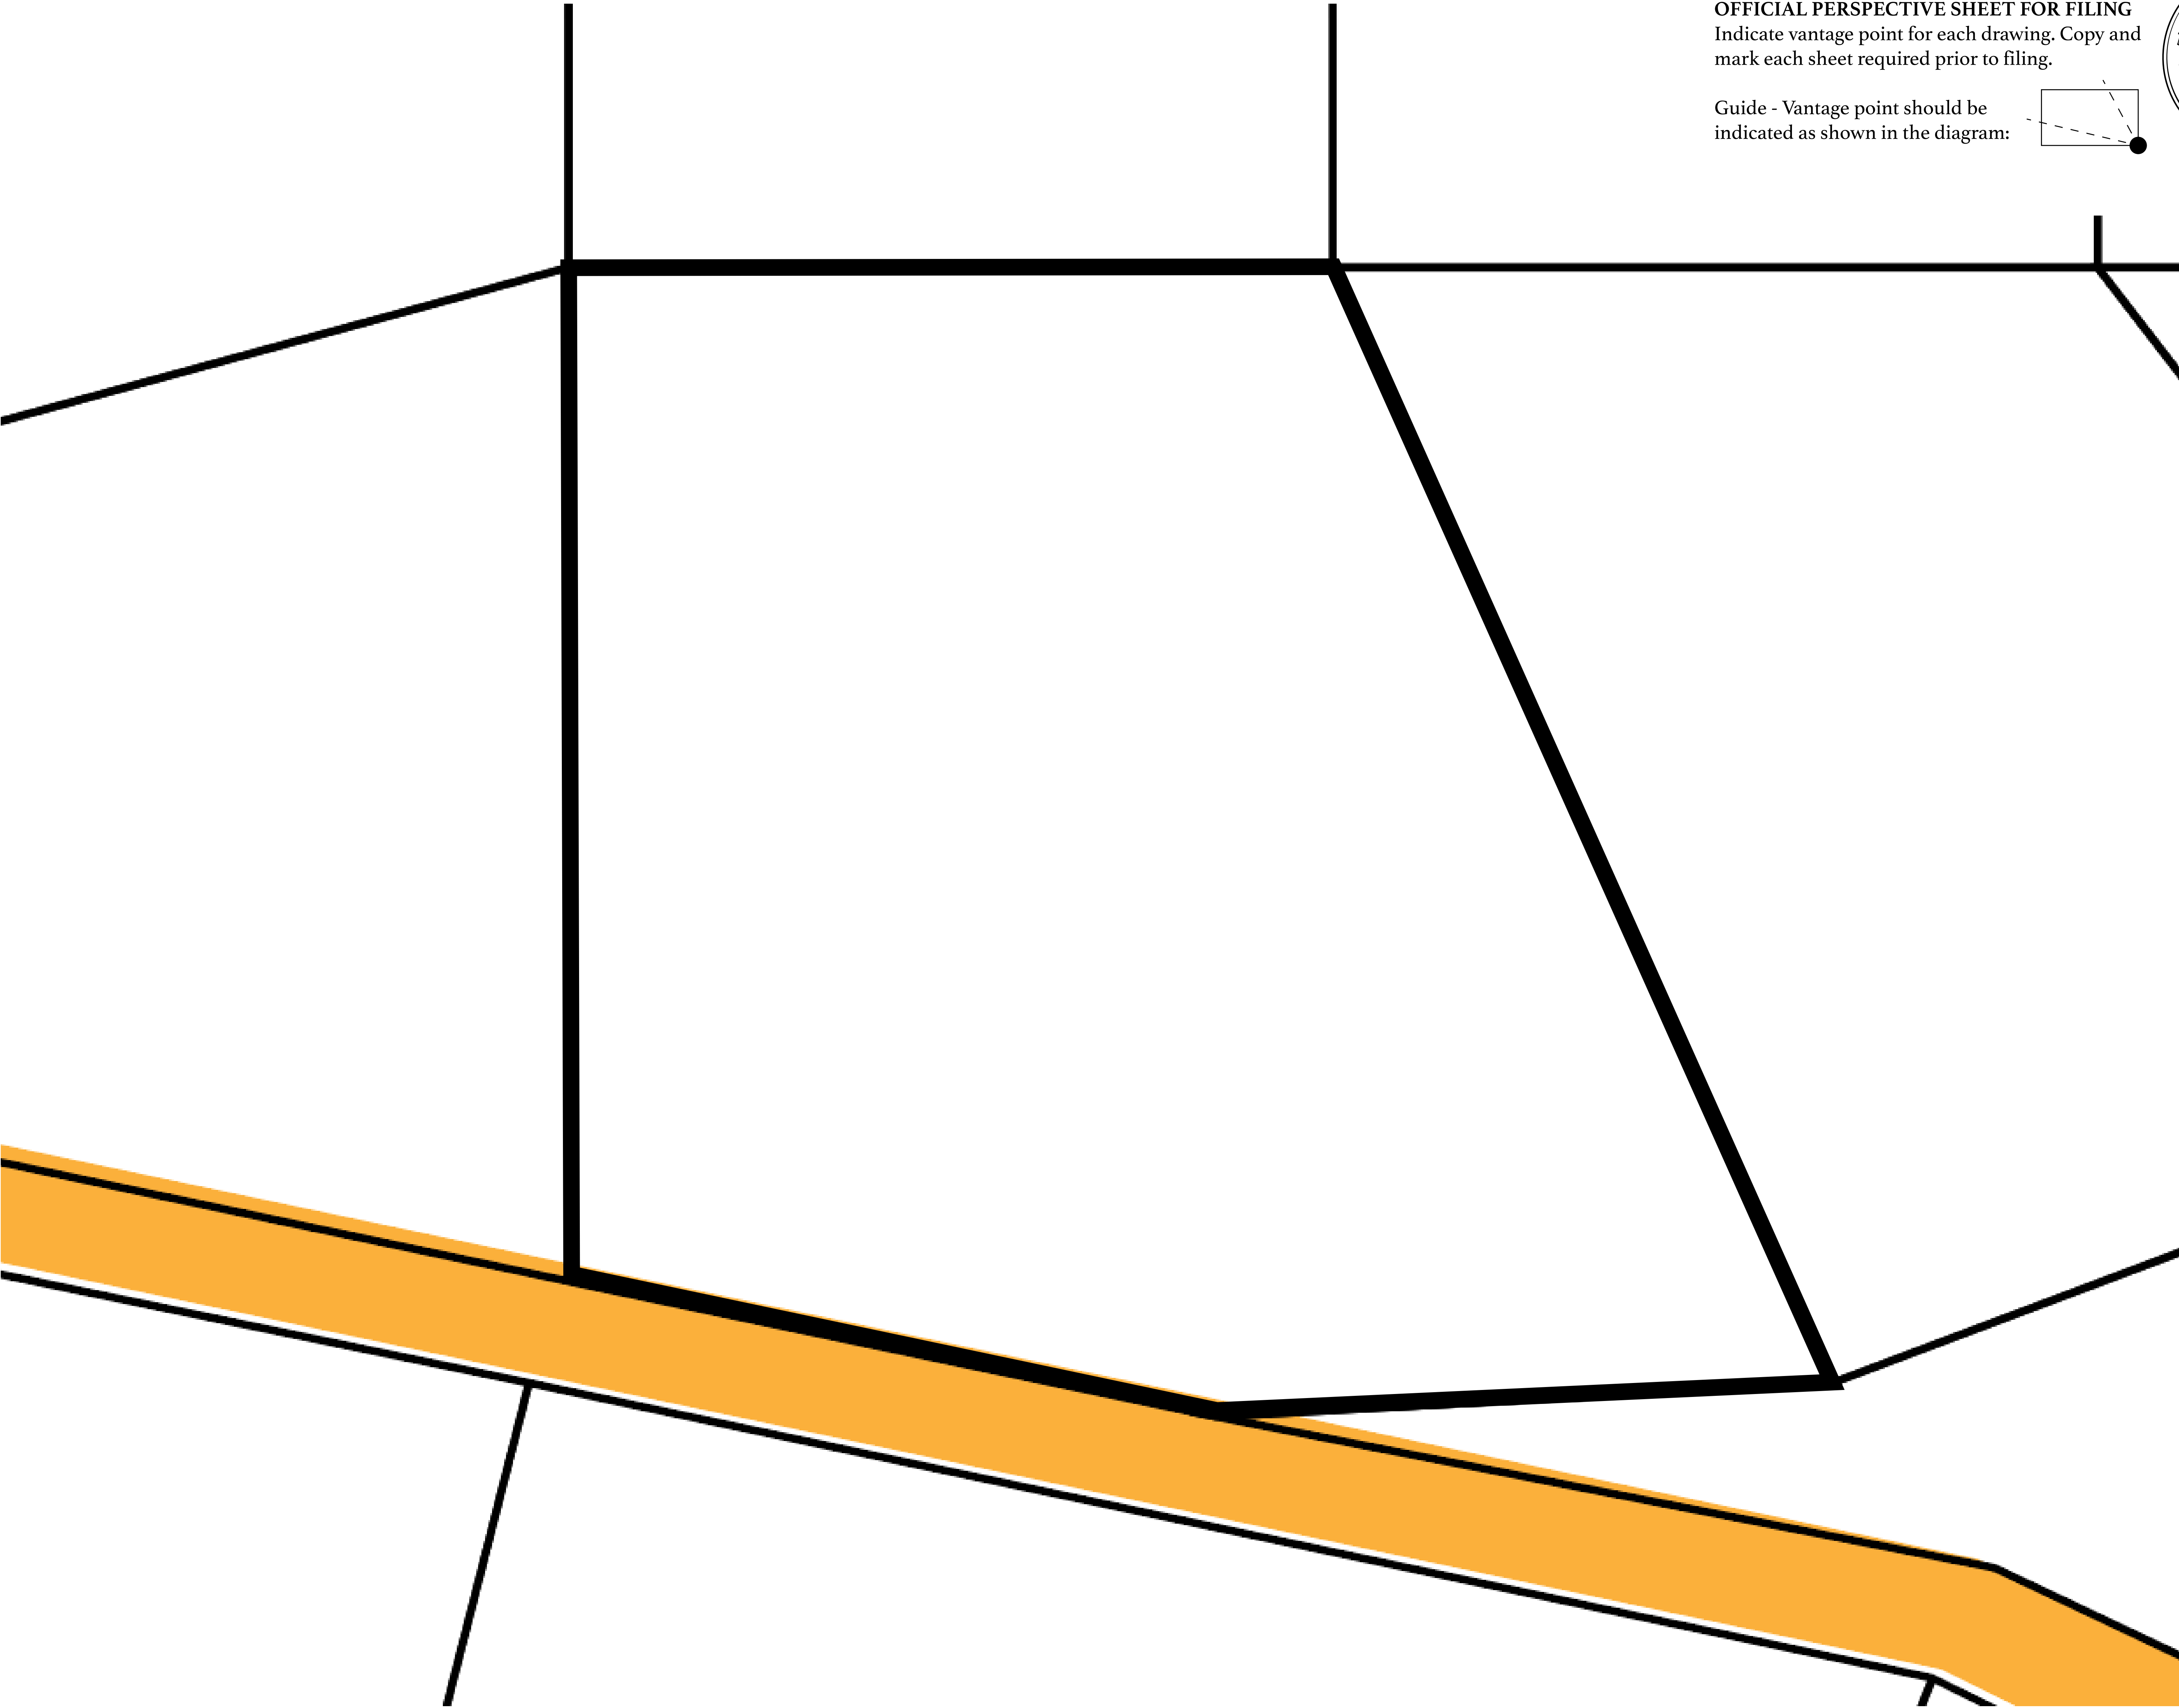 OFFICIAL PERSPECTIVE SHEET FOR FILING
Indicate vantage point for each drawing. Copy and
mark each sheet required prior to filing.
Guide - Vantage point should be
indicated as shown in the diagram: